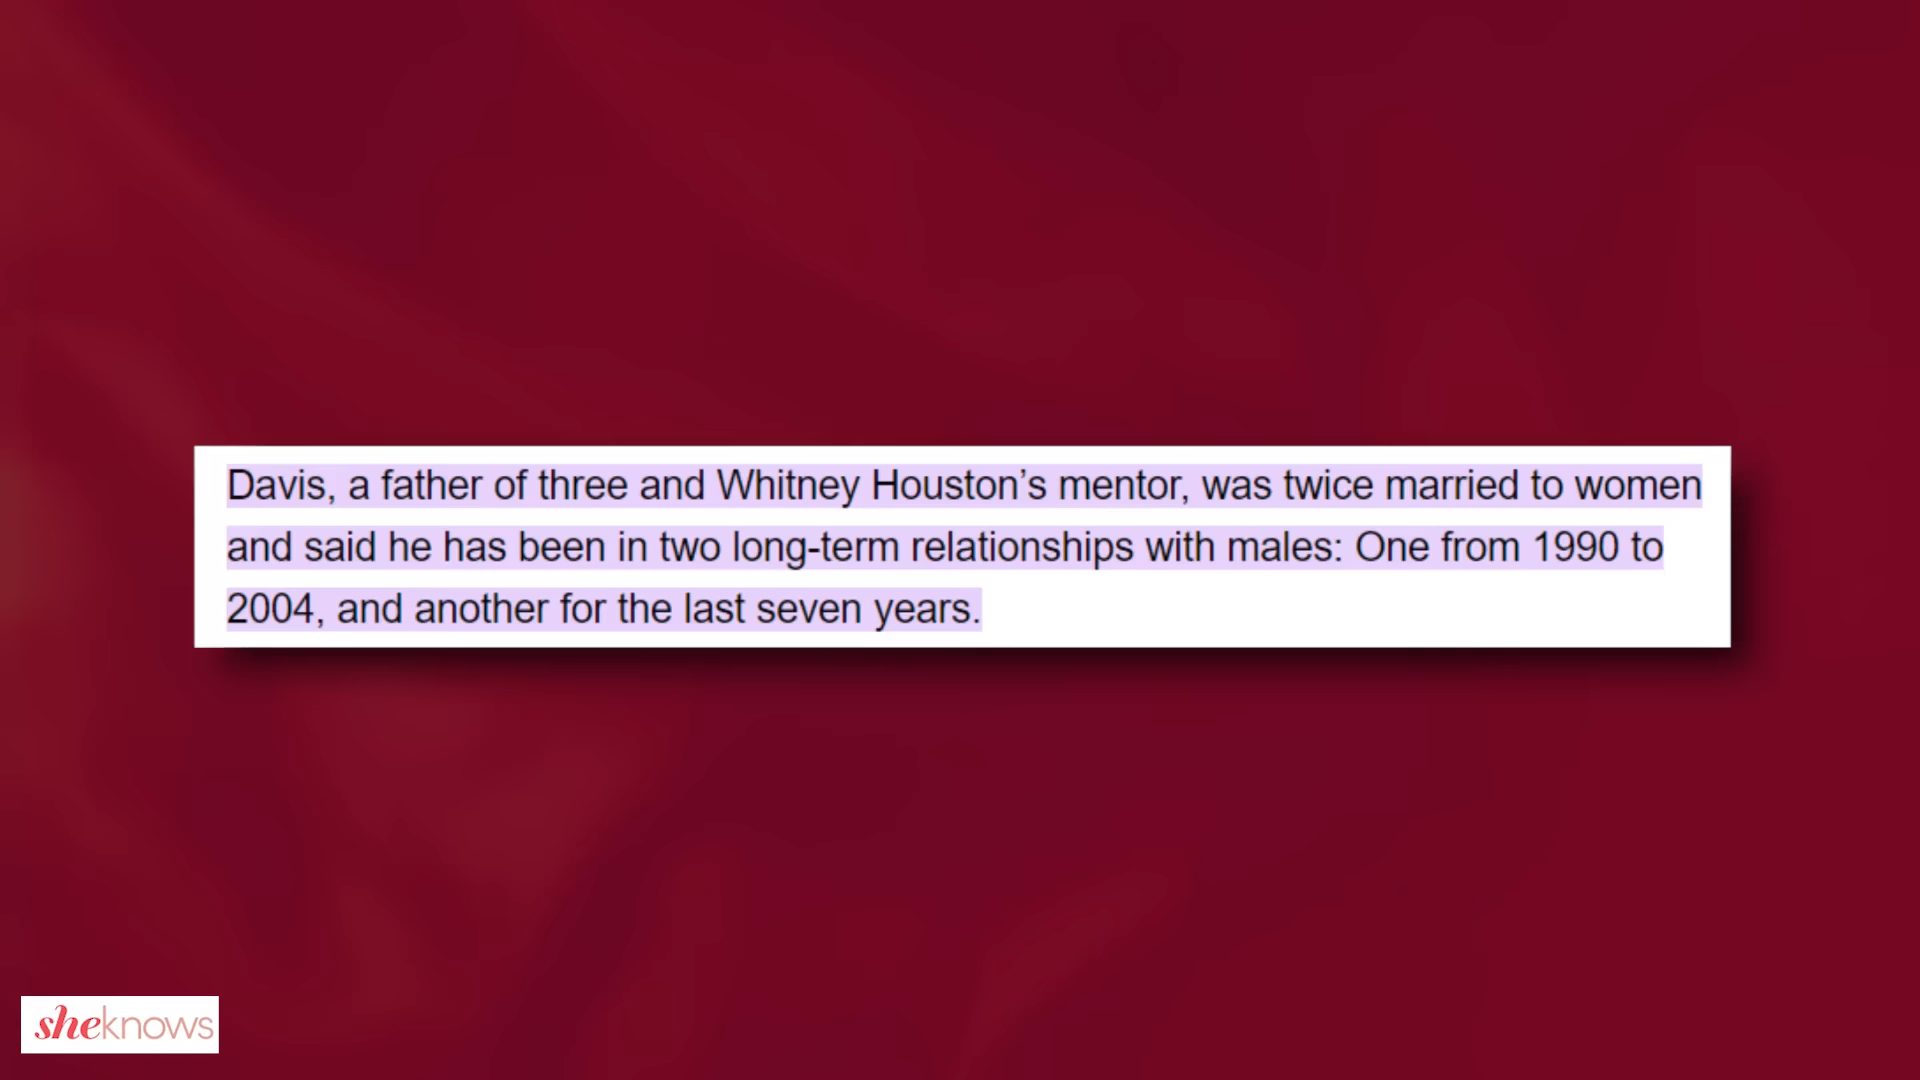 Davis, a father of three and Whitney Houston’s mentor, was twice married to women
and said he has been in two long-term relationships with males: One from 1990 to
2004, and another for the last seven years.
sheknows